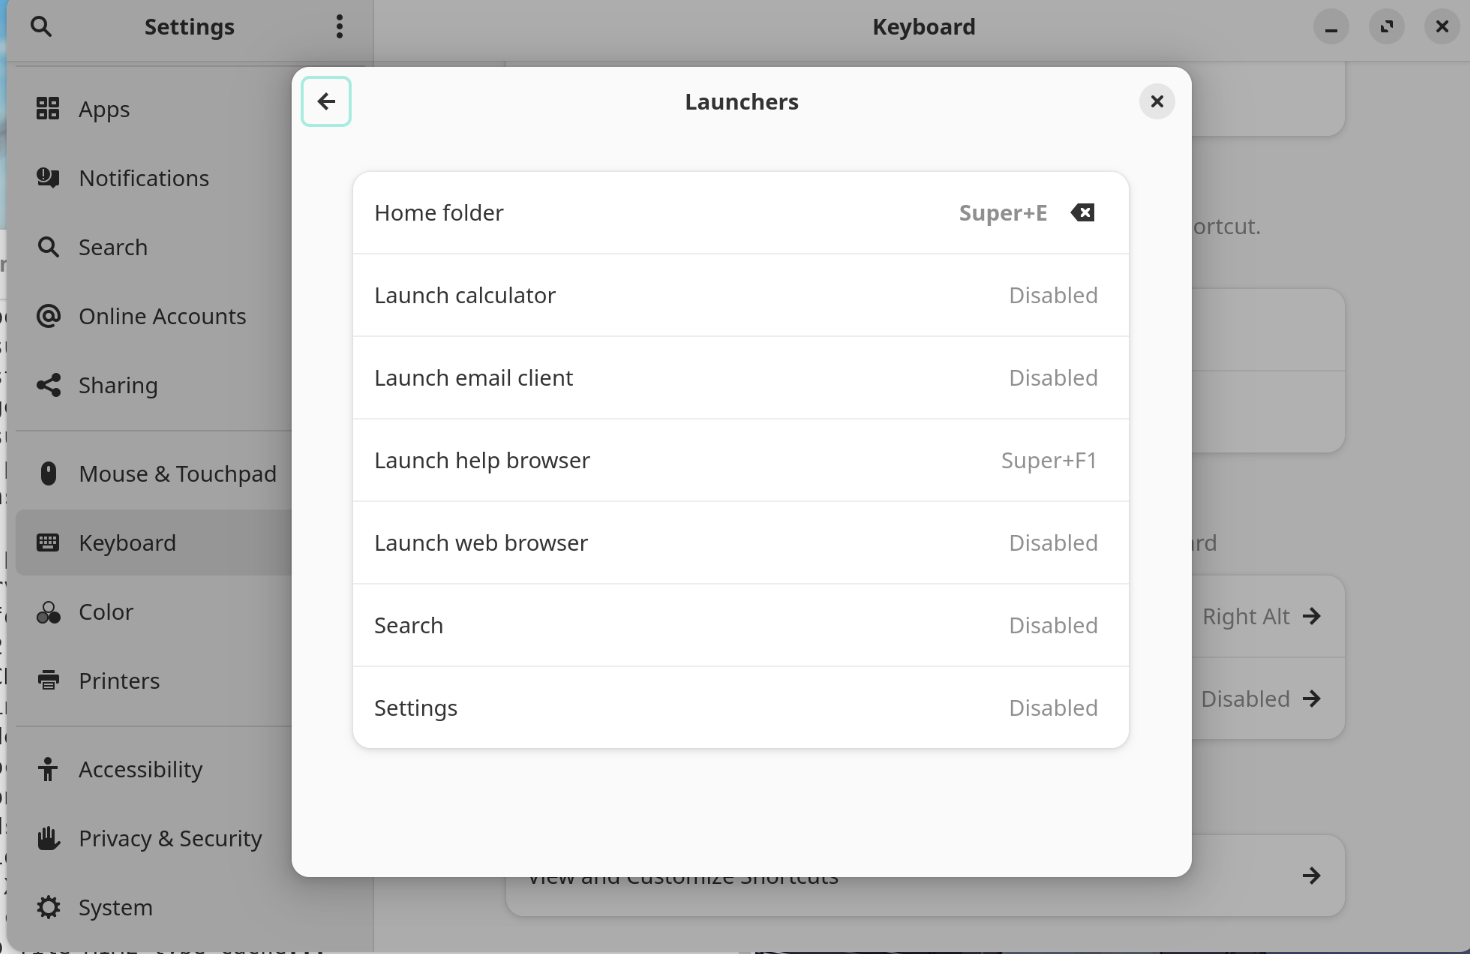 Settings
Keyboard
Launchers
Apps
Notifications
Search
Online Accounts
Sharing
Mouse & Touchpad
Keyboard
Color
Printers
Accessibility
Privacy & Security
System
Home folder Super+E
Launch calculator Disabled
Launch email client Disabled
Launch help browser Super+F1
Launch web browser Disabled
Search Disabled
Settings Disabled
ortcut.
Right Alt
Disabled
View and Customize Shortcuts